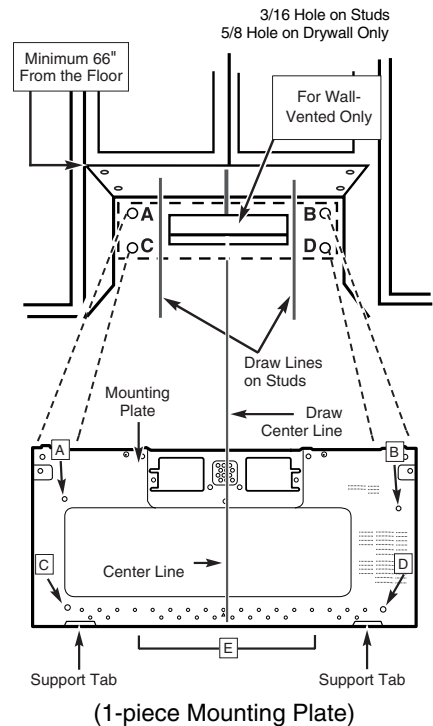 3/16 Hole on Studs
5/8 Hole on Drywall Only
Minimum 66"
From the Floor
For Wall-
Vented Only
A
B
C
D
Draw Lines
on Studs
Mounting
Plate
Draw
Center Line
A
B
Center Line
C
D
E
Support Tab
Support Tab
(1-piece Mounting Plate)